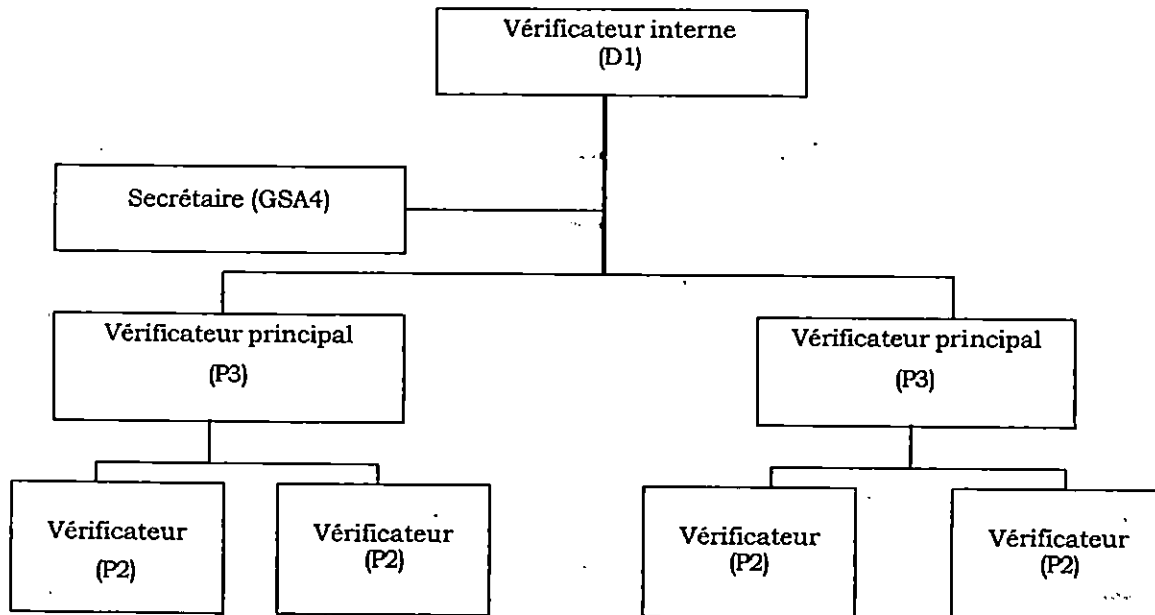 Vérificateur interne
(D1)
Secrétaire (GSA4)
Vérificateur principal
(P3)
Vérificateur principal
(P3)
Vérificateur
(P2)
Vérificateur
(P2)
Vérificateur
(P2)
Vérificateur
(P2)